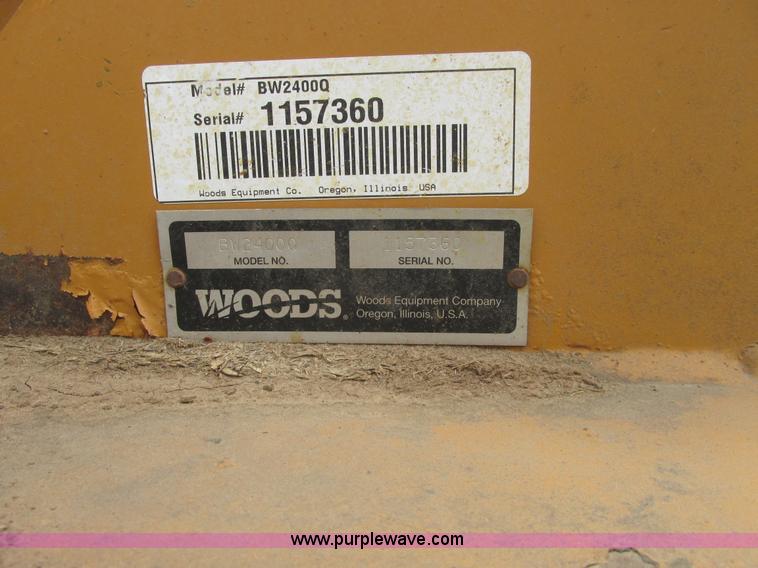 Model# BW2400Q
Serial# 1157360
Woods Equipment Co. Oregon, Illinois USA
BW2400Q 1157360
MODEL NO. SERIAL NO.
WOODS® Woods Equipment Company
Oregon, Illinois, U.S.A.
www.purplewave.com